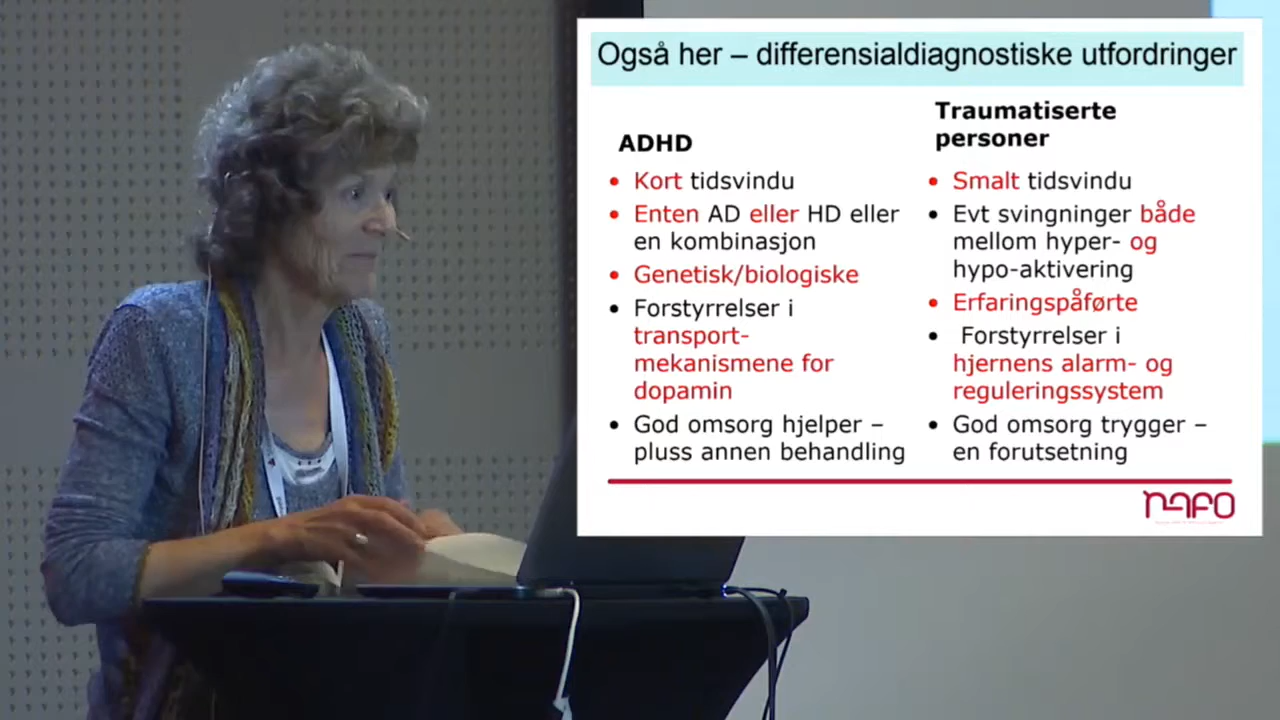 Også her – differensialdiagnostiske utfordringer
ADHD
• Kort tidsvindu
• Enten AD eller HD eller
en kombinasjon
• Genetisk/biologiske
• Forstyrrelser i
transport-
mekanismene for
dopamin
• God omsorg hjelper –
pluss annen behandling
Traumatiserte
personer
• Smalt tidsvindu
• Evt svingninger både
mellom hyper- og
hypo-aktivering
• Erfaringspåførte
• Forstyrrelser i
hjernens alarm- og
reguleringssystem
• God omsorg trygger –
en forutsetning
NAFO